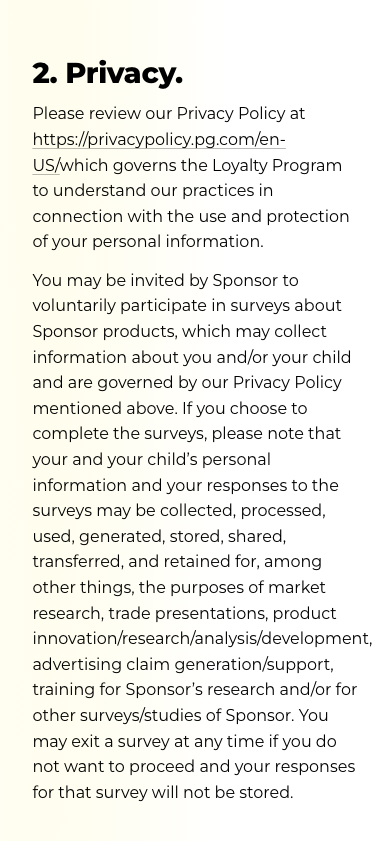 2. Privacy.
Please review our Privacy Policy at
https://privacypolicy.pg.com/en-
US/which governs the Loyalty Program
to understand our practices in
connection with the use and protection
of your personal information.
You may be invited by Sponsor to
voluntarily participate in surveys about
Sponsor products, which may collect
information about you and/or your child
and are governed by our Privacy Policy
mentioned above. If you choose to
complete the surveys, please note that
your and your child’s personal
information and your responses to the
surveys may be collected, processed,
used, generated, stored, shared,
transferred, and retained for, among
other things, the purposes of market
research, trade presentations, product
innovation/research/analysis/development,
advertising claim generation/support,
training for Sponsor’s research and/or for
other surveys/studies of Sponsor. You
may exit a survey at any time if you do
not want to proceed and your responses
for that survey will not be stored.